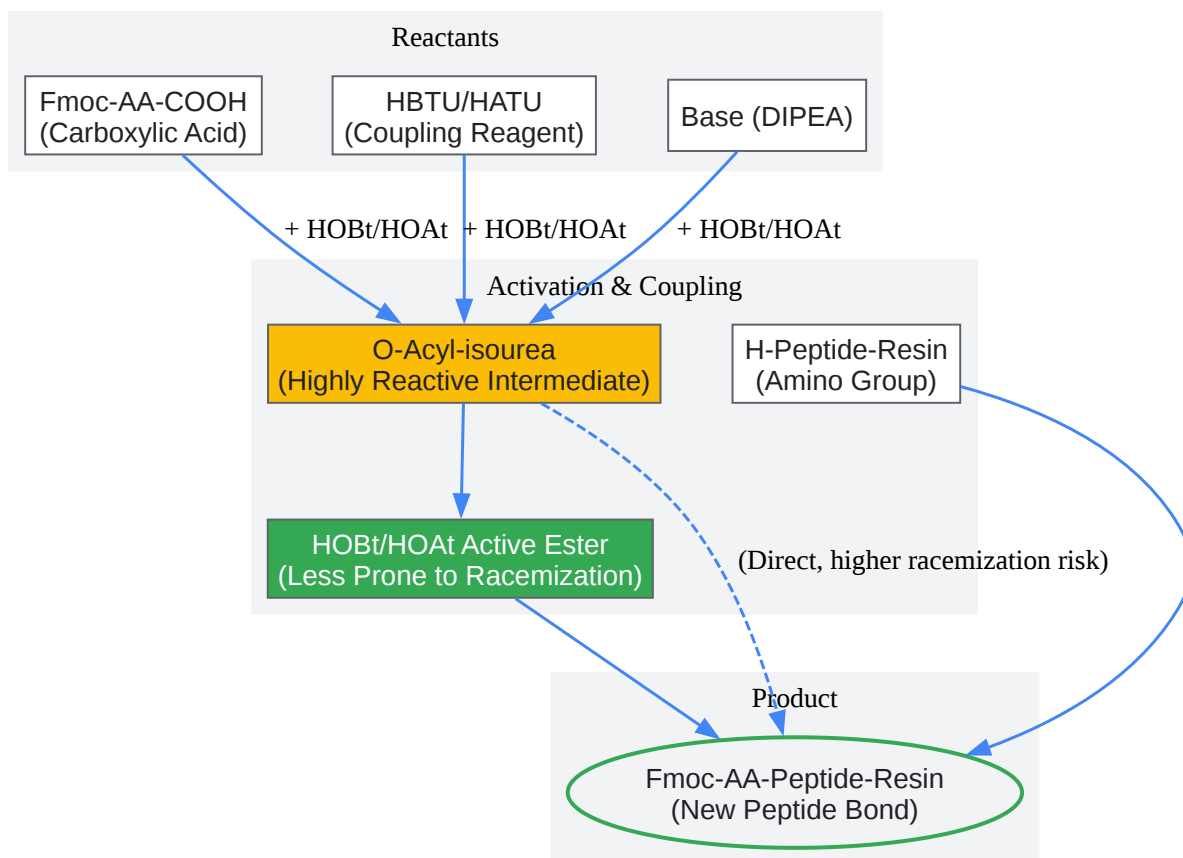 Reactants
Fmoc-AA-COOH
(Carboxylic Acid)
HBTU/HATU
(Coupling Reagent)
Base (DIPEA)
+ HOBt/HOAt
+ HOBt/HOAt
+ HOBt/HOAt
Activation & Coupling
O-Acyl-isourea
(Highly Reactive Intermediate)
H-Peptide-Resin
(Amino Group)
HOBt/HOAt Active Ester
(Less Prone to Racemization)
(Direct, higher racemization risk)
Product
Fmoc-AA-Peptide-Resin
(New Peptide Bond)